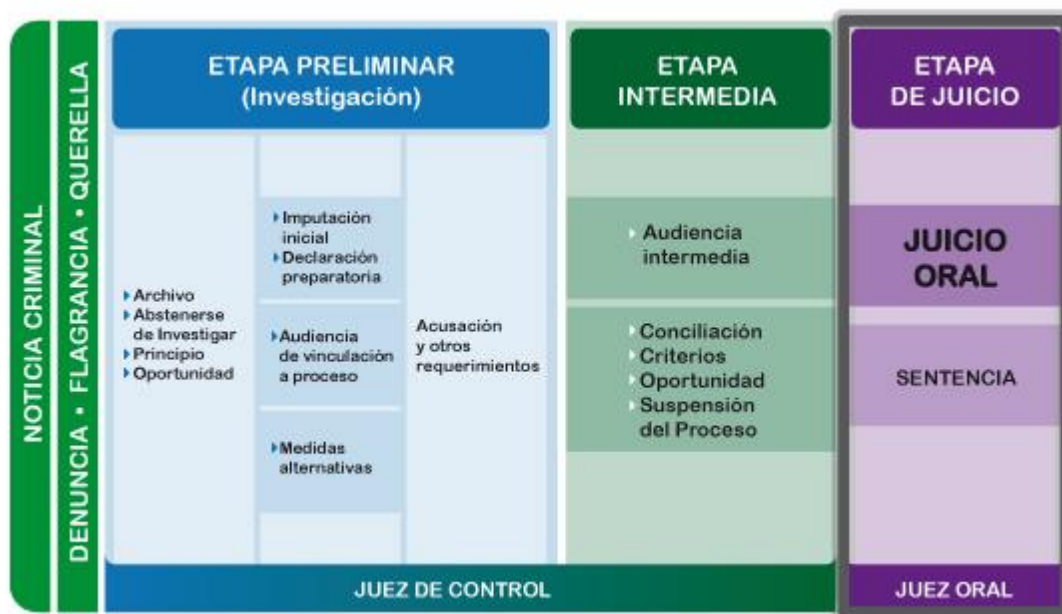 NOTICIA CRIMINAL
DENUNCIA • FLAGRANCIA • QUERELLA
ETAPA PRELIMINAR
(Investigación)
Archivo
Abstenerse
de Investigar
Principio
Oportunidad
Imputación
inicial
Declaración
preparatoria
Audiencia
de vinculación
a proceso
Medidas
alternativas
Acusación
y otros
requerimientos
ETAPA
INTERMEDIA
Audiencia
intermedia
Conciliación
Criterios
Oportunidad
Suspensión
del Proceso
JUEZ DE CONTROL
ETAPA
DE JUICIO
JUICIO
ORAL
SENTENCIA
JUEZ ORAL